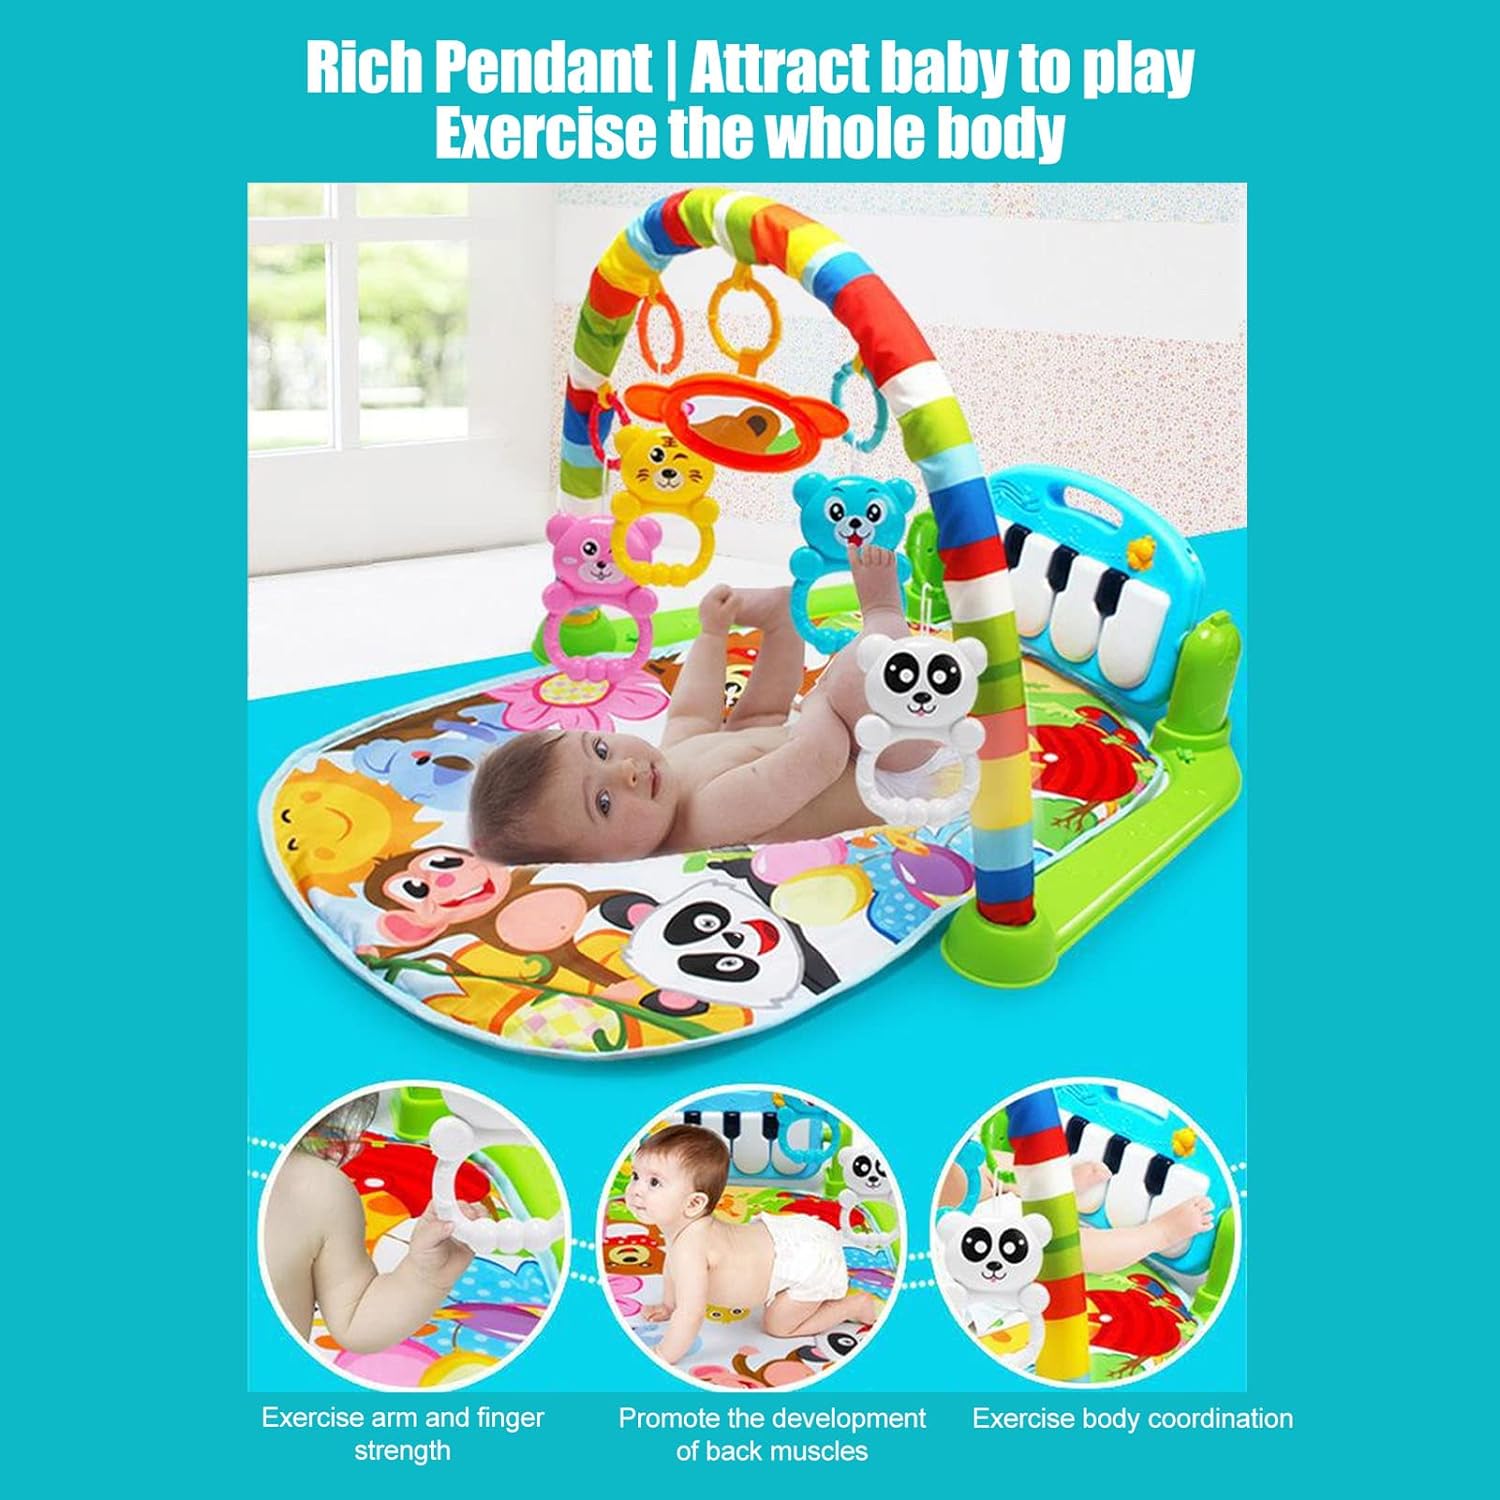 Rich Pendant | Attract baby to play
Exercise the whole body
王
Exercise arm and finger
strength
Promote the development
of back muscles
Exercise body coordination